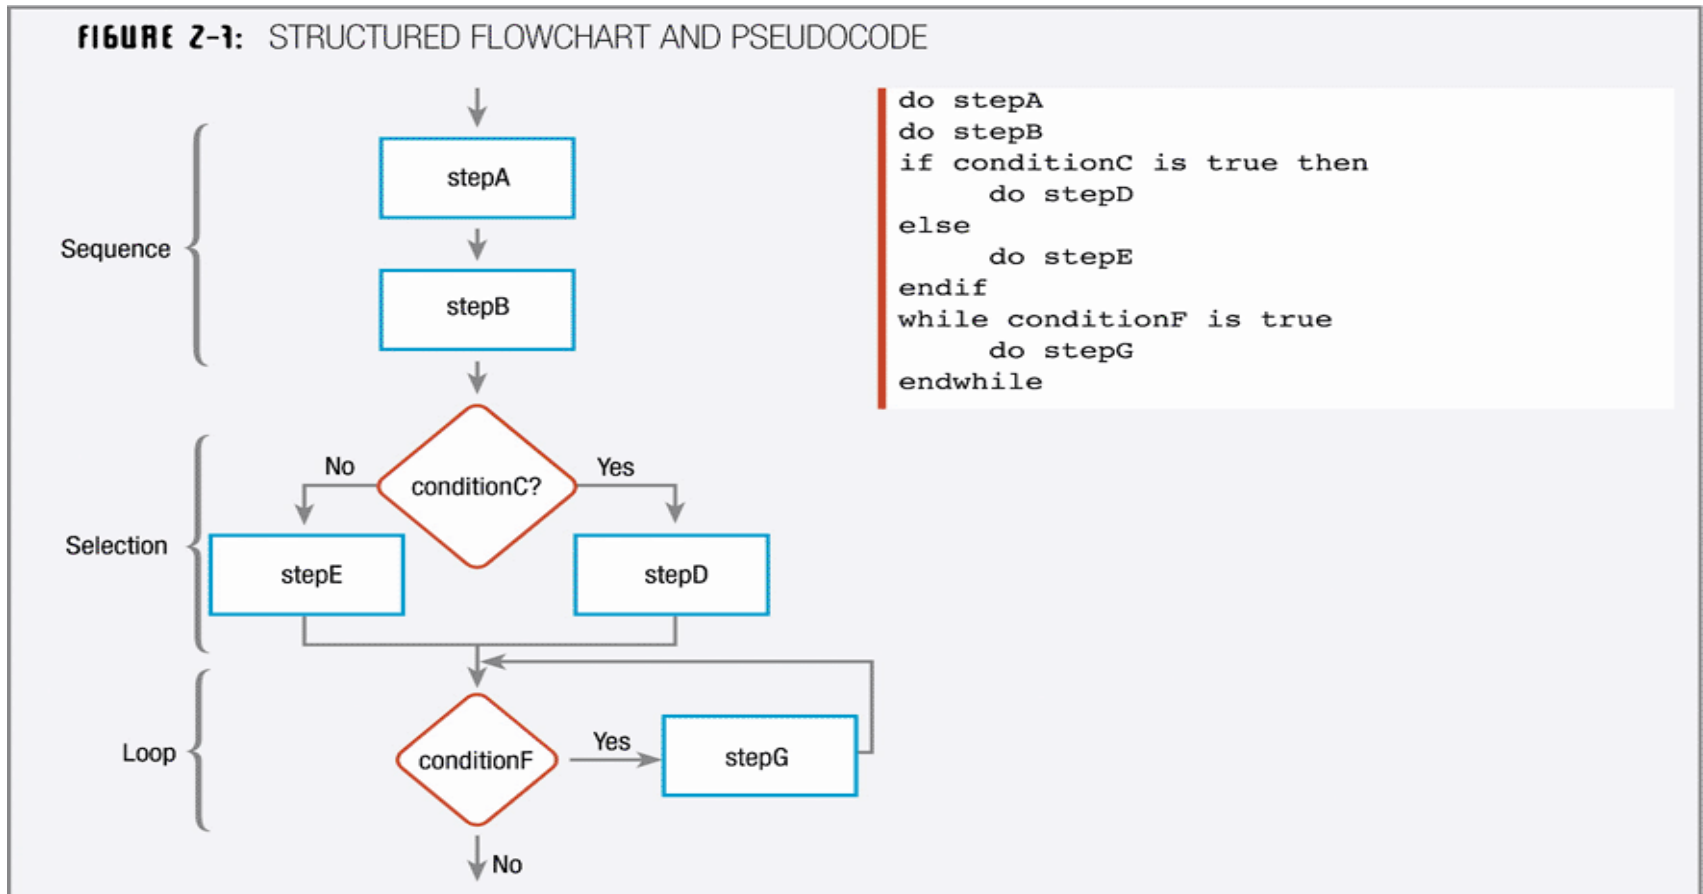 FIGURE 2-7: STRUCTURED FLOWCHART AND PSEUDOCODE
do stepA
do stepB
if conditionC is true then
do stepD
else
do stepE
endif
while conditionF is true
do stepG
endwhile
Sequence
stepA
stepB
Selection
conditionC?
No
Yes
stepE
stepD
Loop
conditionF
Yes
stepG
No